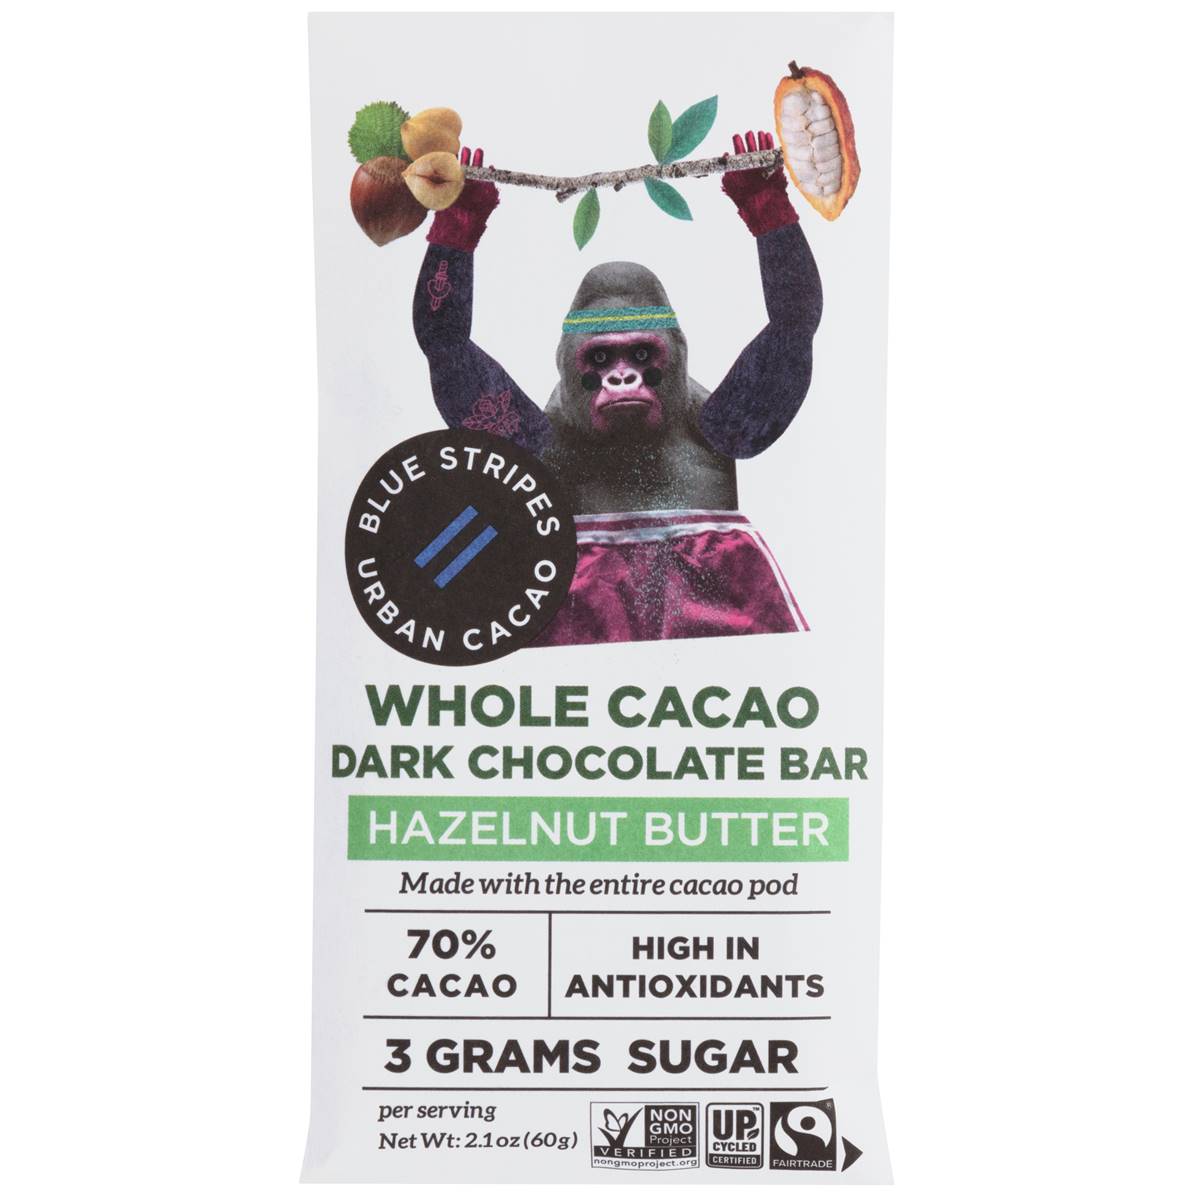 BLUE STRIPES
URBAN CACAO
WHOLE CACAO
DARK CHOCOLATE BAR
HAZELNUT BUTTER
Made with the entire cacao pod
70%
CACAO
HIGH IN
ANTIOXIDANTS
3 GRAMS SUGAR
per serving
Net Wt: 2.1 oz (60g)
NON
GMO
Project
VERIFIED
nongmoproject.org
UP
™
CYCLED
CERTIFIED
®
FAIRTRADE